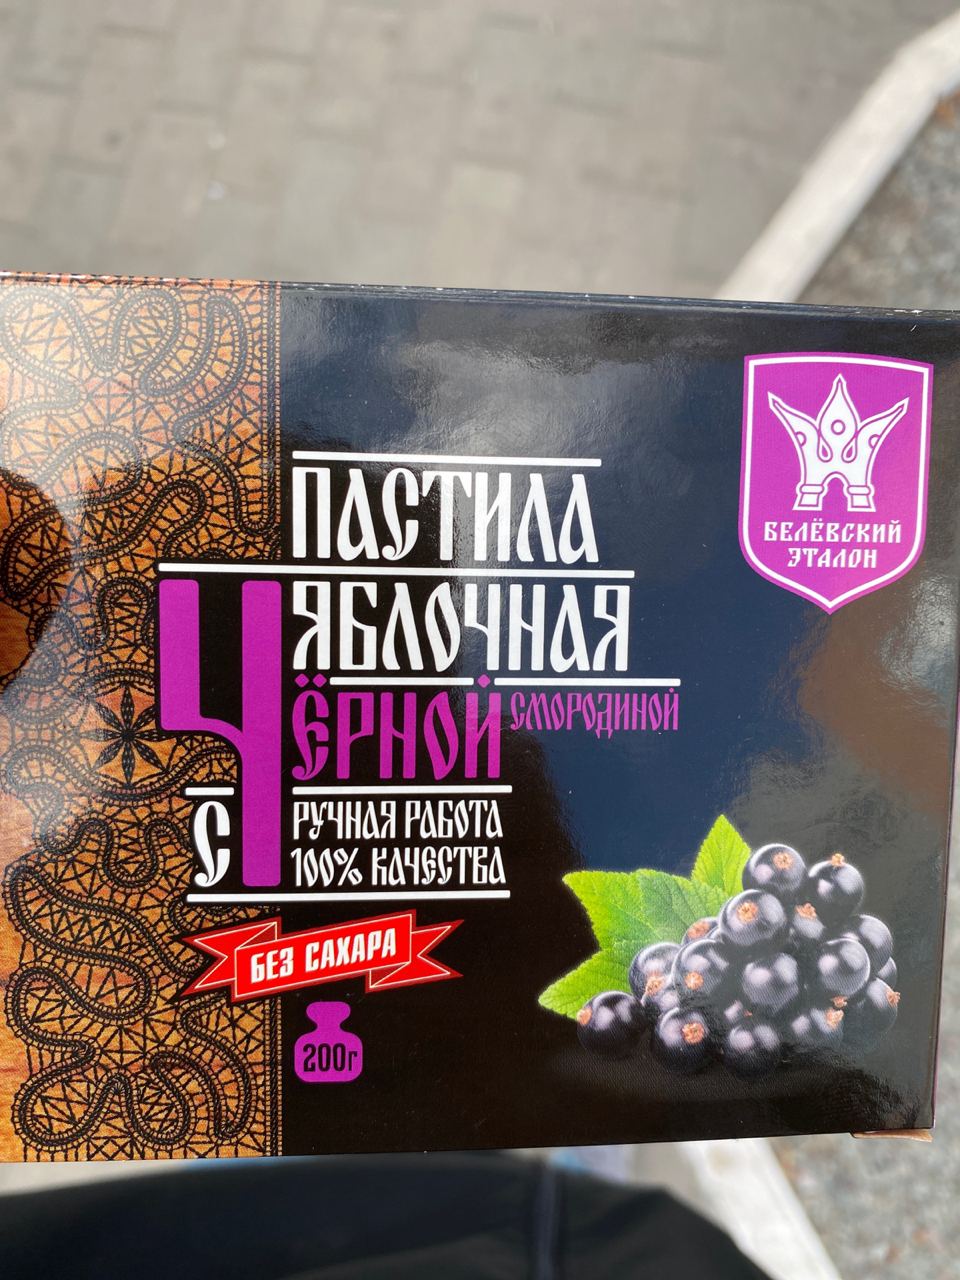 БЕЛЁВСКИЙ
ЭТАЛОН
ПАСТИЛА
ЯБЛОЧНАЯ
С ЧЁРНОЙ СМОРОДИНОЙ
РУЧНАЯ РАБОТА
100% КАЧЕСТВА
БЕЗ САХАРА
200г